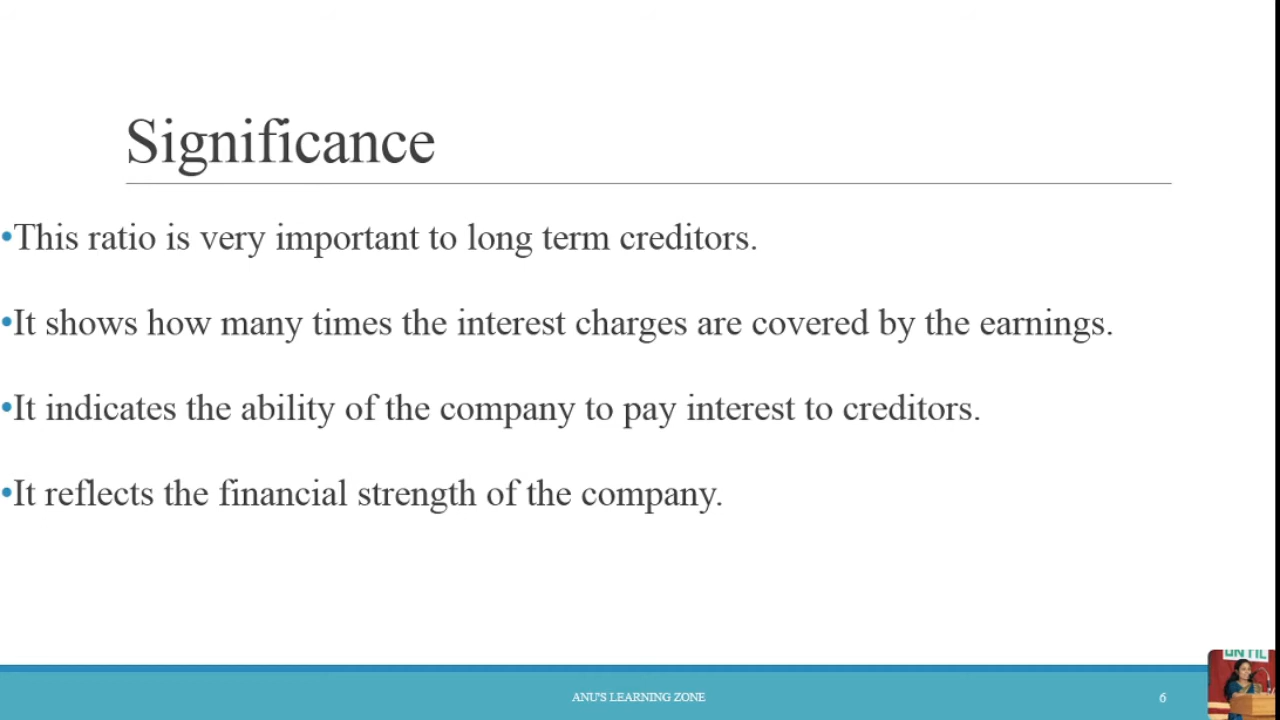 Significance
•This ratio is very important to long term creditors.
•It shows how many times the interest charges are covered by the earnings.
•It indicates the ability of the company to pay interest to creditors.
•It reflects the financial strength of the company.
ANU'S LEARNING ZONE
6